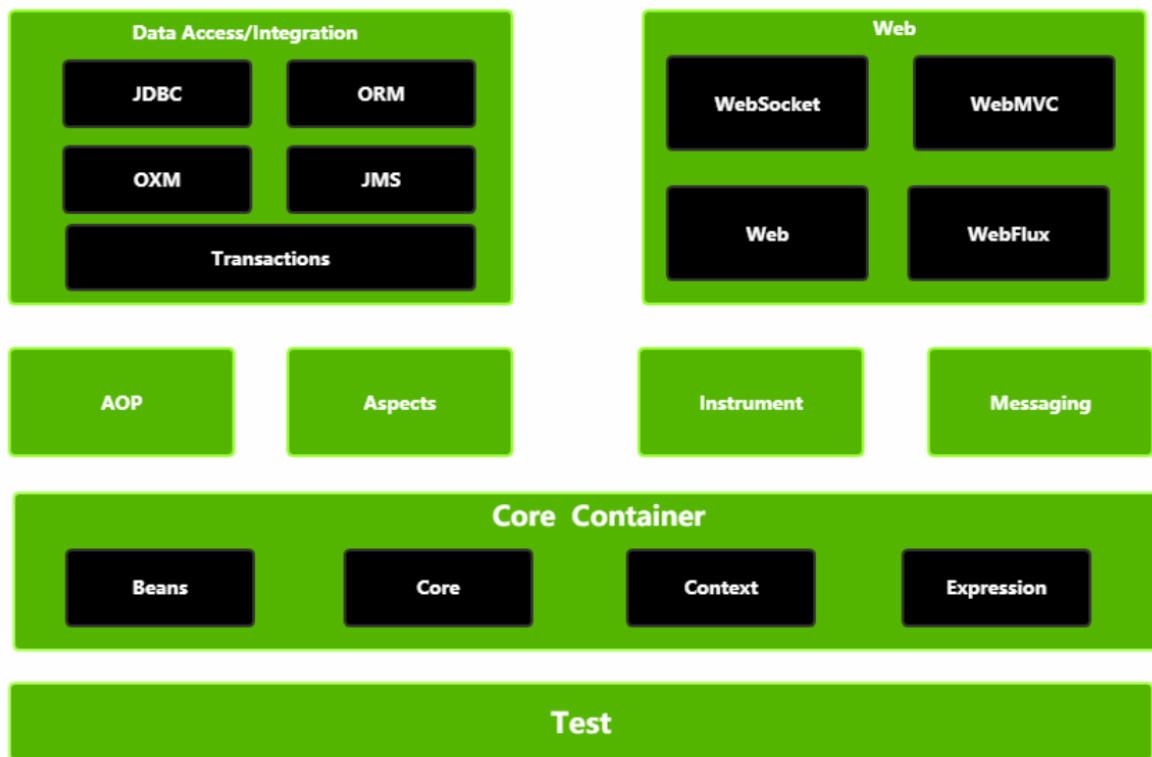 Data Access/Integration
JDBC
ORM
OXM
JMS
Transactions
Web
WebSocket
WebMVC
Web
WebFlux
AOP
Aspects
Instrument
Messaging
Core Container
Beans
Core
Context
Expression
Test